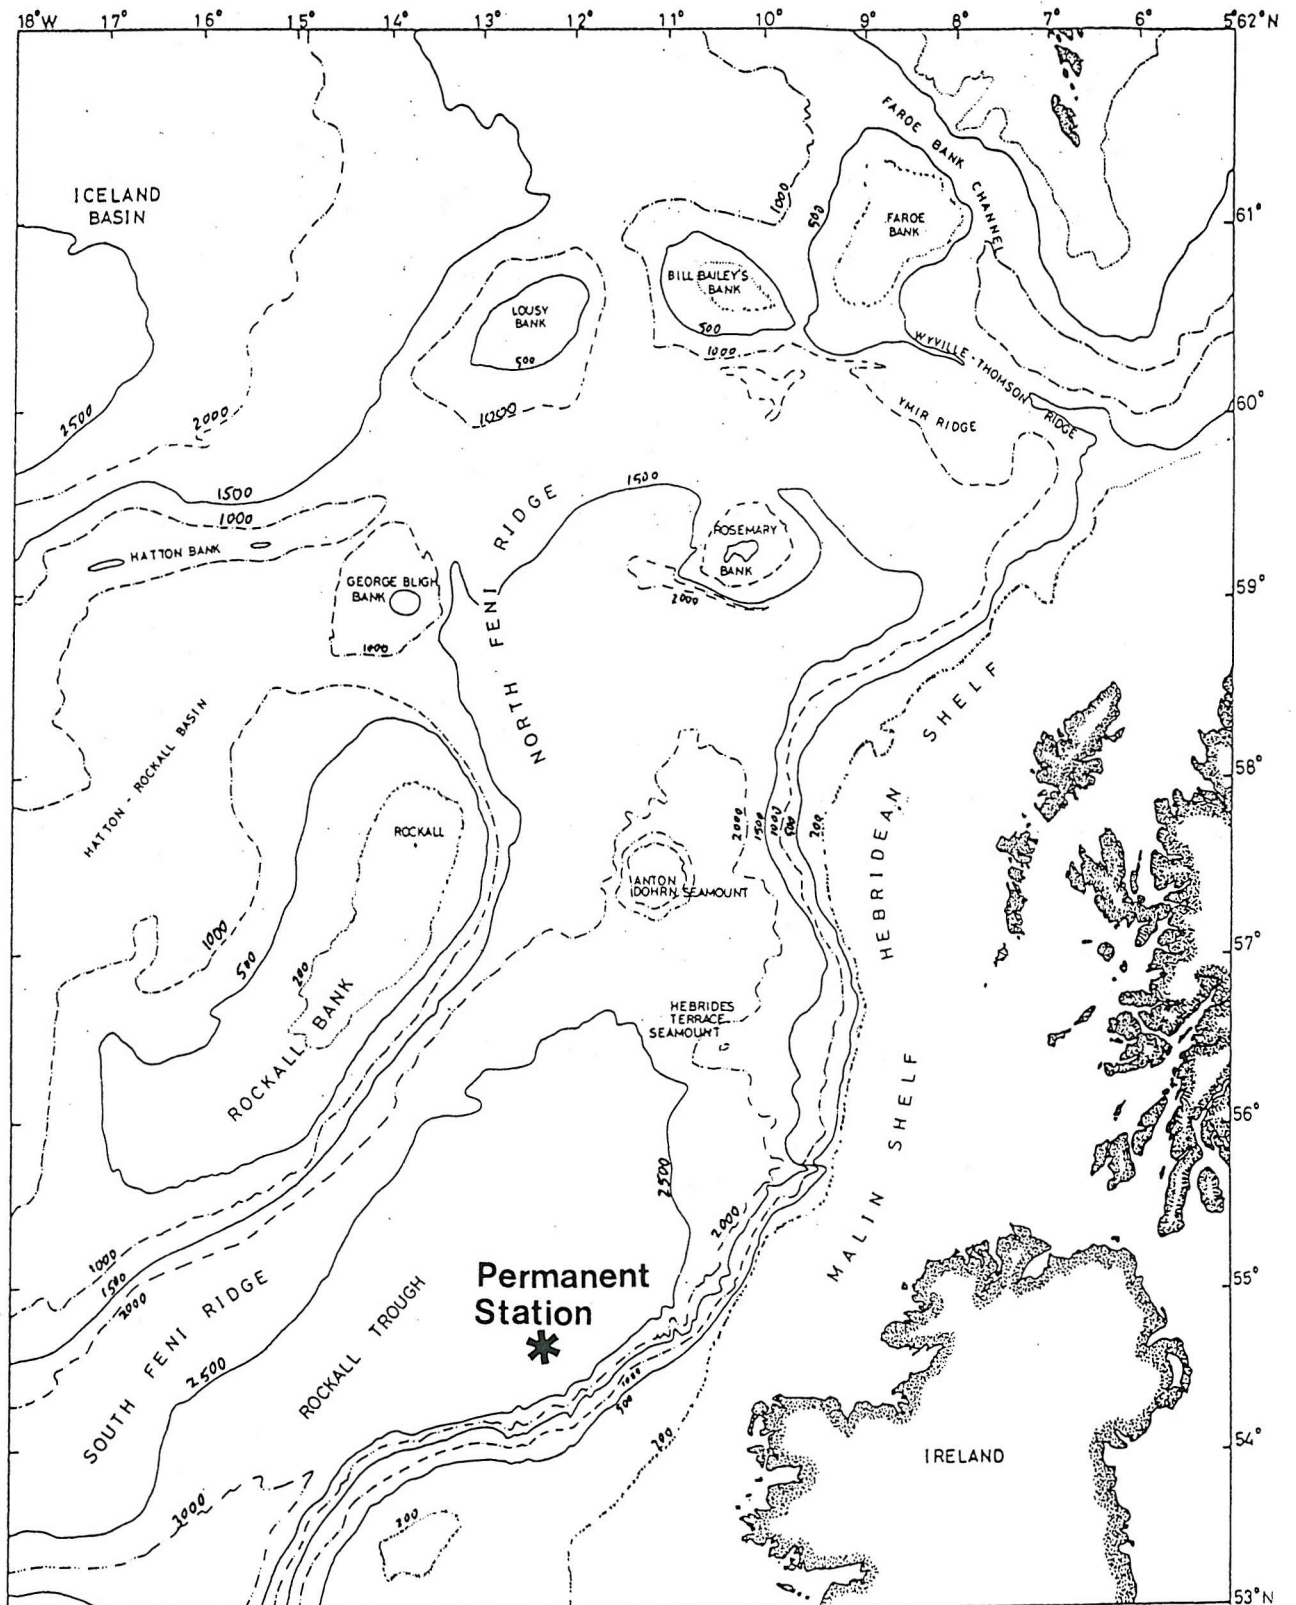 18°W 17° 16° 15° 14° 13° 12° 11° 10° 9° 8° 7° 6° 5° 62°N
FAROE BANK CHANNEL
ICELAND
BASIN
1000
500
61°
FAROE
BANK
BILL BAILEY'S
BANK
500
1000
LOUSY
BANK
500
1000
WYVILLE-THOMSON RIDGE
YMIR RIDGE
60°
2500
2000
1500
1000
HATTON BANK
1500
NORTH FENI RIDGE
ROSEMARY
BANK
2000
59°
GEORGE BLIGH
BANK
1000
HEBRIDEAN SHELF
HATTON - ROCKALL BASIN
58°
ROCKALL
2000
1500
1000
500
200
ANTON
DOHRN SEAMOUNT
57°
1000
500
200
ROCKALL BANK
HEBRIDES
TERRACE
SEAMOUNT
56°
MALIN SHELF
2500
2000
1000
1500
2000
55°
Permanent
Station
SOUTH FENI RIDGE
2500
ROCKALL TROUGH
1000
500
200
54°
IRELAND
3000
200
53°N